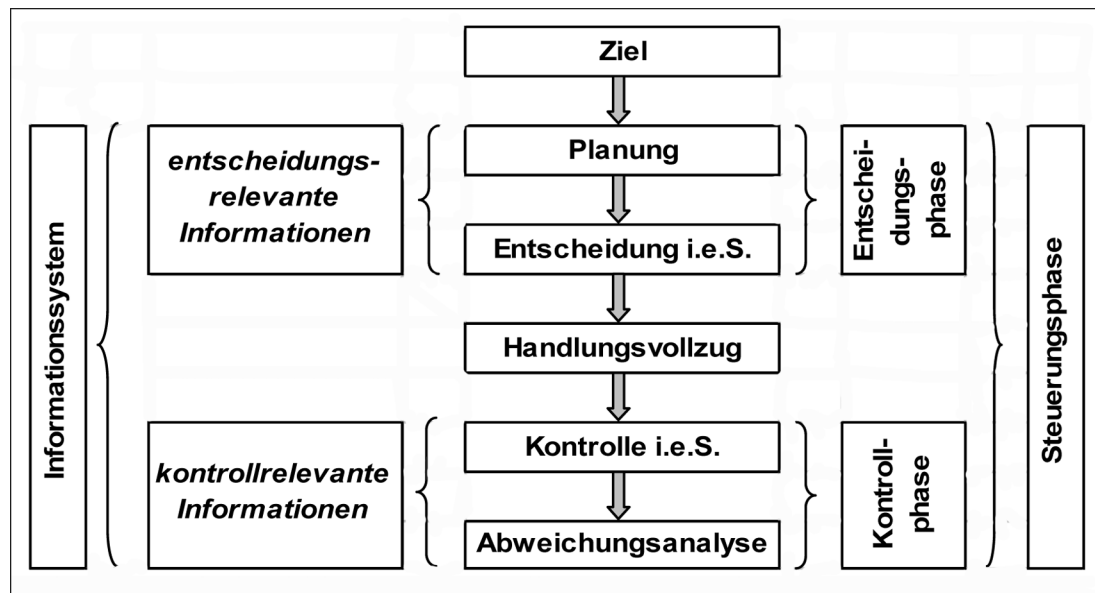 Ziel
Informationssystem
entscheidungs-
relevante
Informationen
Planung
Entscheidung i.e.S.
Entschei-
dungs-
phase
Steuerungsphase
Handlungsvollzug
kontrollrelevante
Informationen
Kontrolle i.e.S.
Abweichungsanalyse
Kontroll-
phase